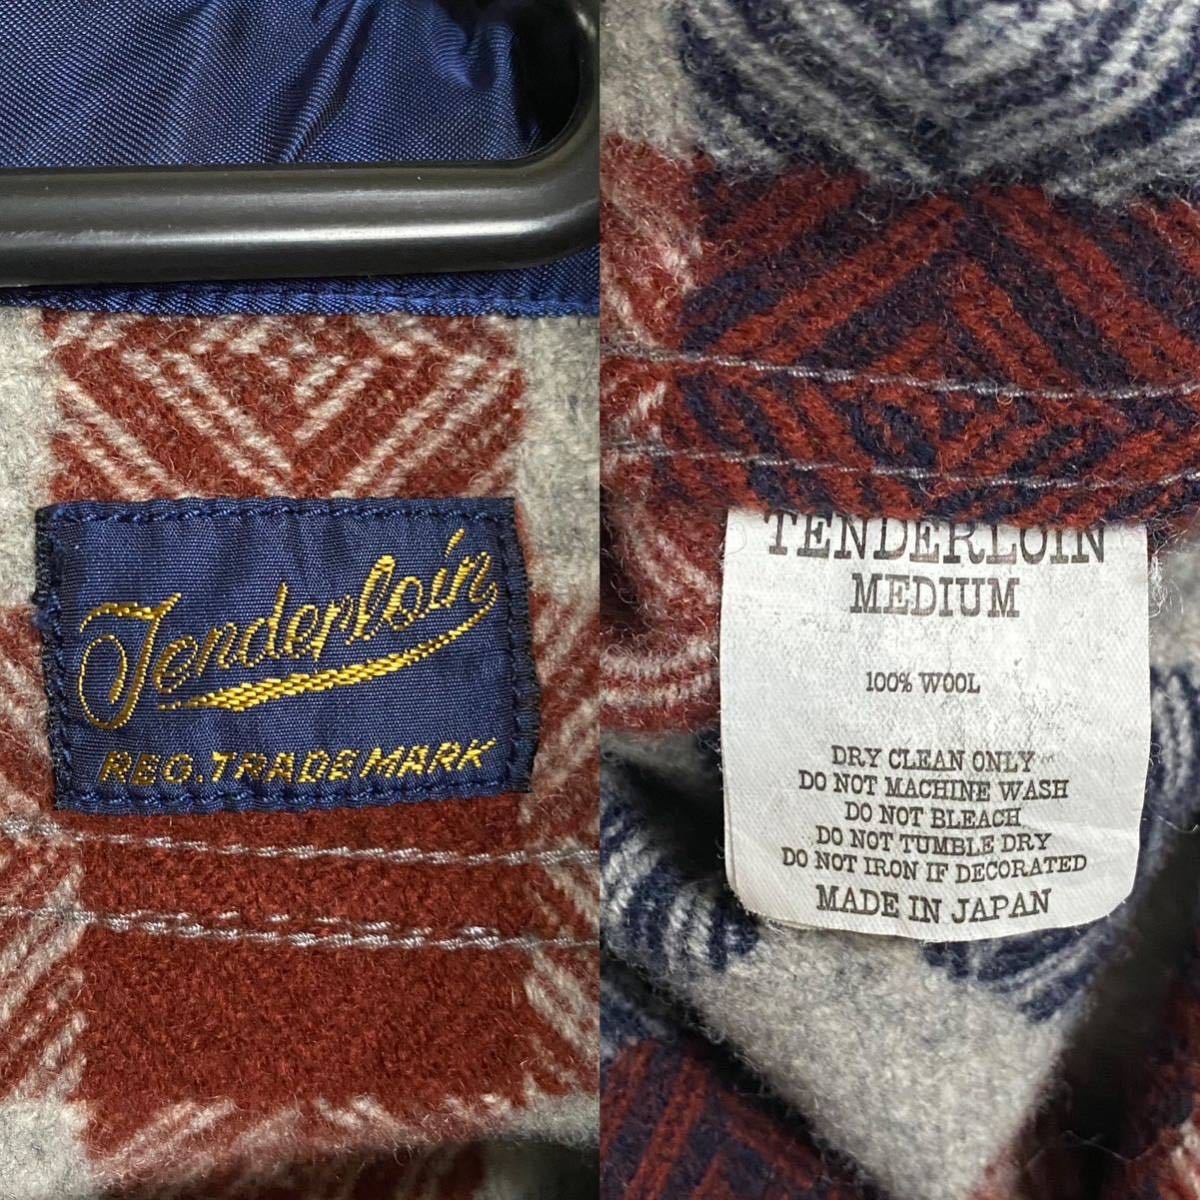 Tenderloin
REG. TRADE MARK
TENDERLOIN
MEDIUM
100% WOOL
DRY CLEAN ONLY
DO NOT MACHINE WASH
DO NOT BLEACH
DO NOT TUMBLE DRY
DO NOT IRON IF DECORATED
MADE IN JAPAN